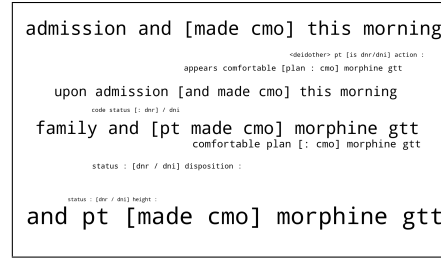 admission and [made cmo] this morning
<deidother> pt [is dnr/dni] action :
appears comfortable [plan : cmo] morphine gtt
upon admission [and made cmo] this morning
code status [: dnr] / dni
family and [pt made cmo] morphine gtt
comfortable plan [: cmo] morphine gtt
status : [dnr / dni] disposition :
status : [dnr / dni] height :
and pt [made cmo] morphine gtt